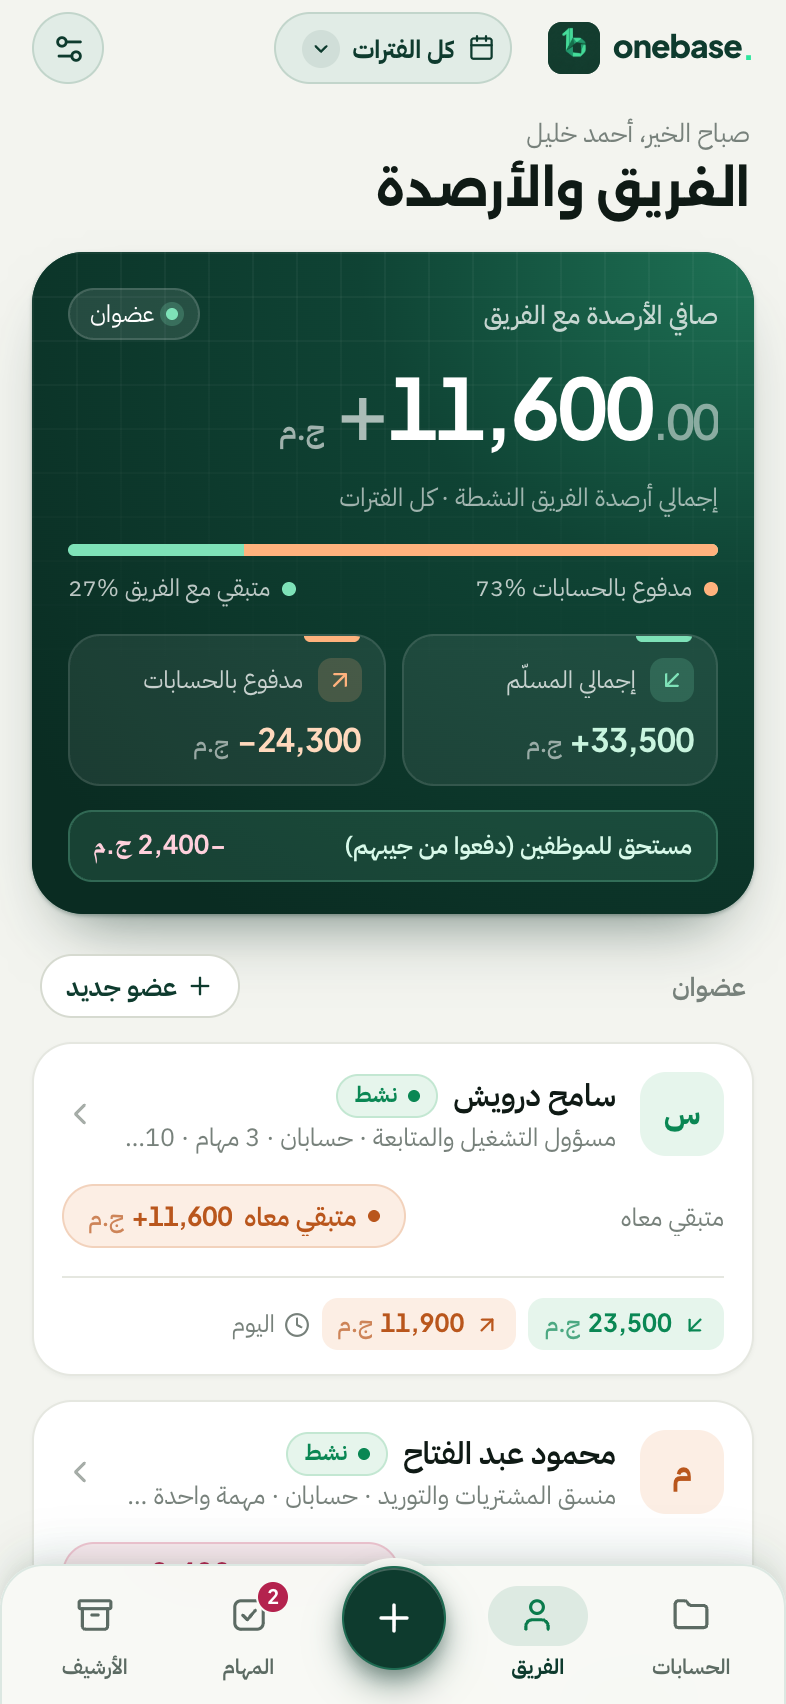 onebase.
كل الفترات
صباح الخير، أحمد خليل
الفريق والأرصدة
صافي الأرصدة مع الفريق
عضوان
+11,600.00 ج.م
إجمالي أرصدة الفريق النشطة · كل الفترات
مدفوع بالحسابات 73%
متبقي مع الفريق 27%
إجمالي المسلّم
+33,500 ج.م
مدفوع بالحسابات
−24,300 ج.م
مستحق للموظفين (دفعوا من جيبهم)
−2,400 ج.م
عضوان
+ عضو جديد
س
سامح درويش
نشط
مسؤول التشغيل والمتابعة · حسابان · 3 مهام · 10...
متبقي معاه
متبقي معاه +11,600 ج.م
23,500 ج.م
11,900 ج.م
اليوم
م
محمود عبد الفتاح
نشط
منسق المشتريات والتوريد · حسابان · مهمة واحدة ...
الحسابات
الفريق
+
2
المهام
الأرشيف